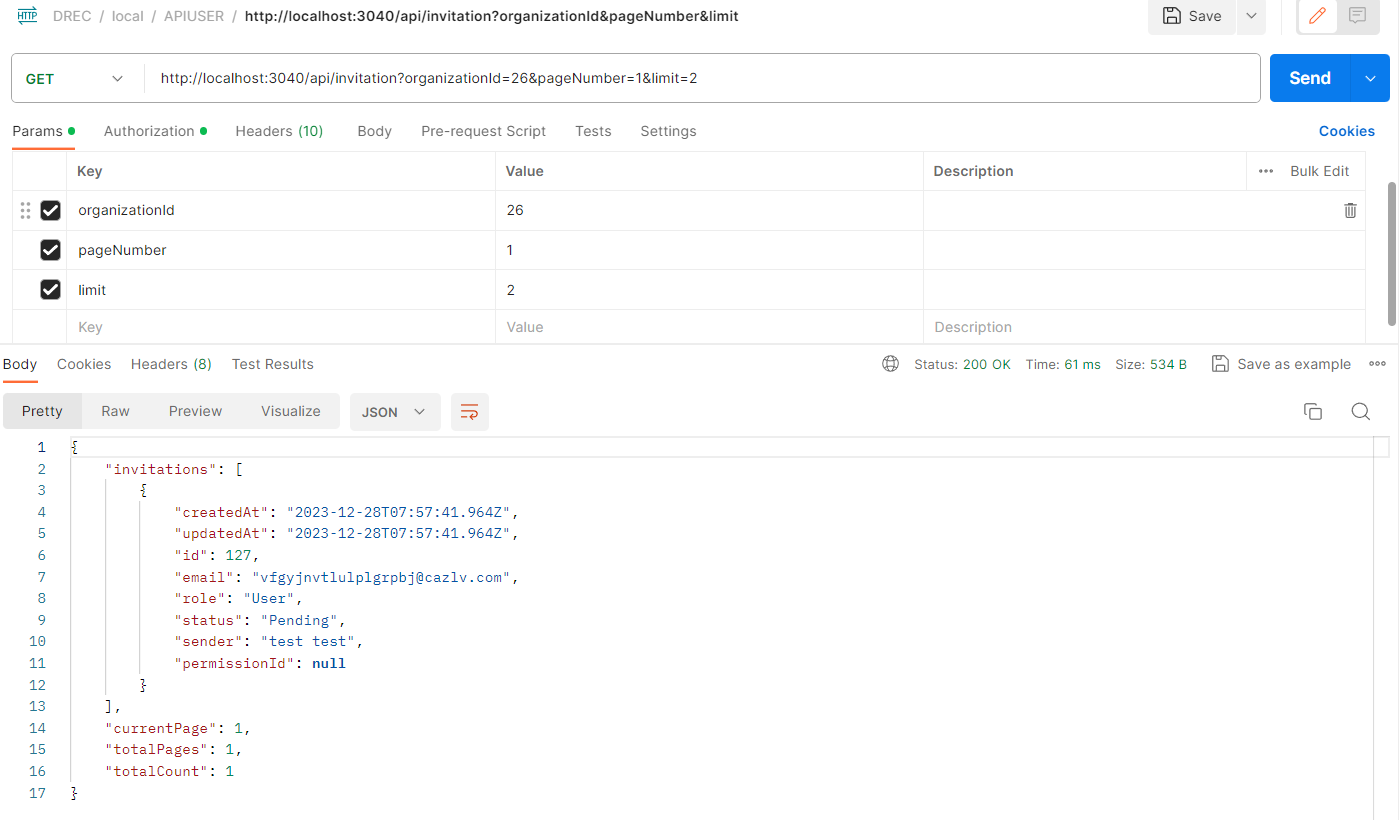 HTTP DREC / local / APIUSER / http://localhost:3040/api/invitation?organizationId&pageNumber&limit Save
GET http://localhost:3040/api/invitation?organizationId=26&pageNumber=1&limit=2 Send
Params Authorization Headers (10) Body Pre-request Script Tests Settings Cookies
Key Value Description Bulk Edit
organizationId 26
pageNumber 1
limit 2
Key Value Description
Body Cookies Headers (8) Test Results Status: 200 OK Time: 61 ms Size: 534 B Save as example
Pretty Raw Preview Visualize JSON
1 {
2 "invitations": [
3 {
4 "createdAt": "2023-12-28T07:57:41.964Z",
5 "updatedAt": "2023-12-28T07:57:41.964Z",
6 "id": 127,
7 "email": "vfgyjnvtlulplgrpbj@cazlv.com",
8 "role": "User",
9 "status": "Pending",
10 "sender": "test test",
11 "permissionId": null
12 }
13 ],
14 "currentPage": 1,
15 "totalPages": 1,
16 "totalCount": 1
17 }